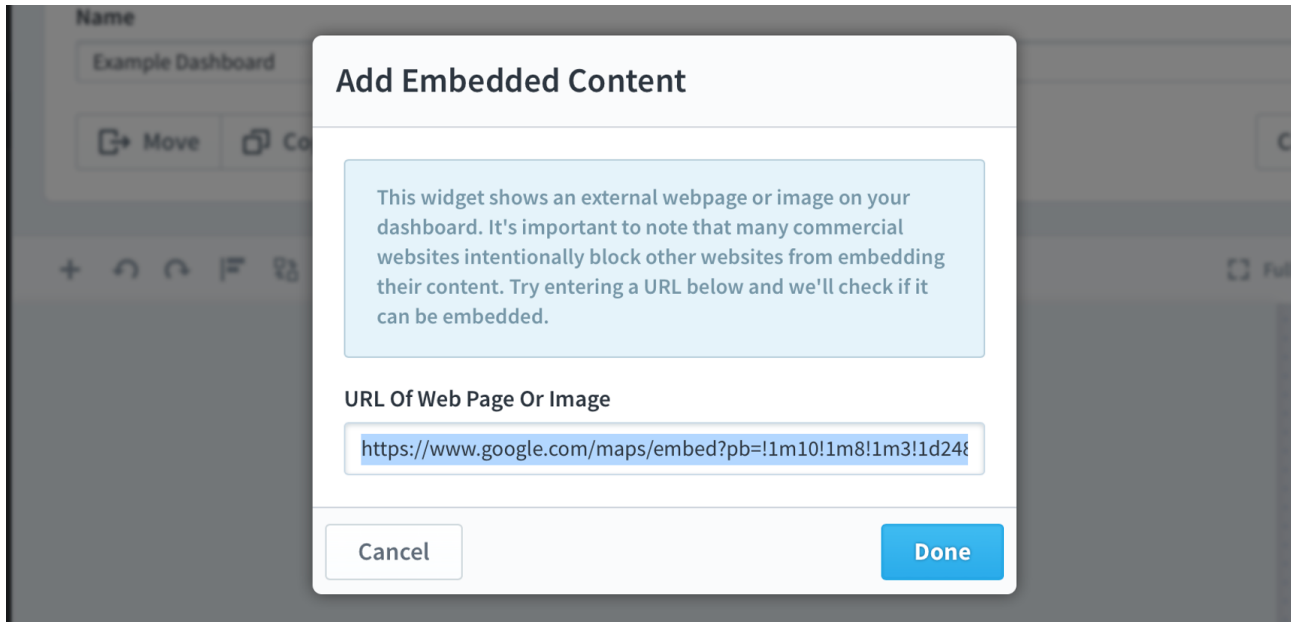 Name
Example Dashboard
Move
Co
Add Embedded Content
This widget shows an external webpage or image on your
dashboard. It's important to note that many commercial
websites intentionally block other websites from embedding
their content. Try entering a URL below and we'll check if it
can be embedded.
URL Of Web Page Or Image
https://www.google.com/maps/embed?pb=!1m10!1m8!1m3!1d248
Cancel
Done